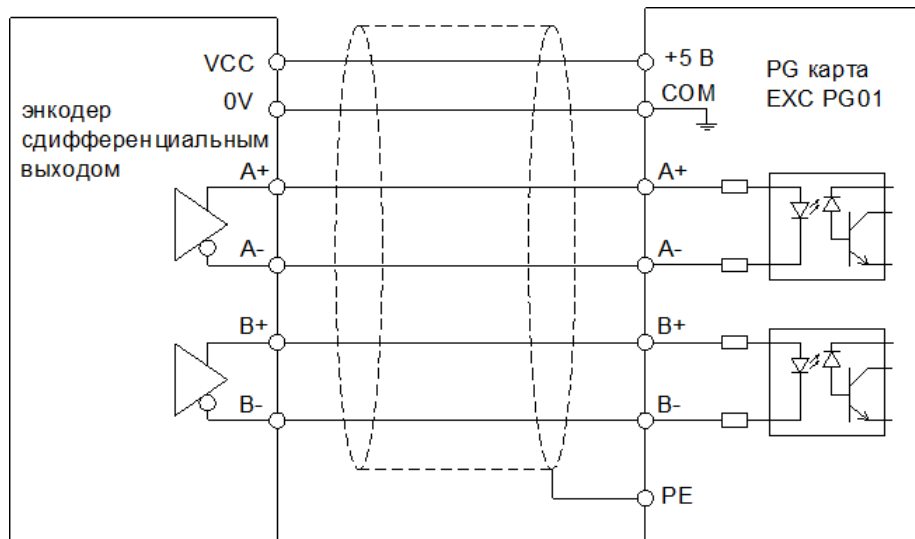 VCC
0V
энкодер
сдифференциальным
выходом
A+
A-
B+
B-
+5 В
COM
A+
A-
B+
B-
PE
PG карта
EXC PG01